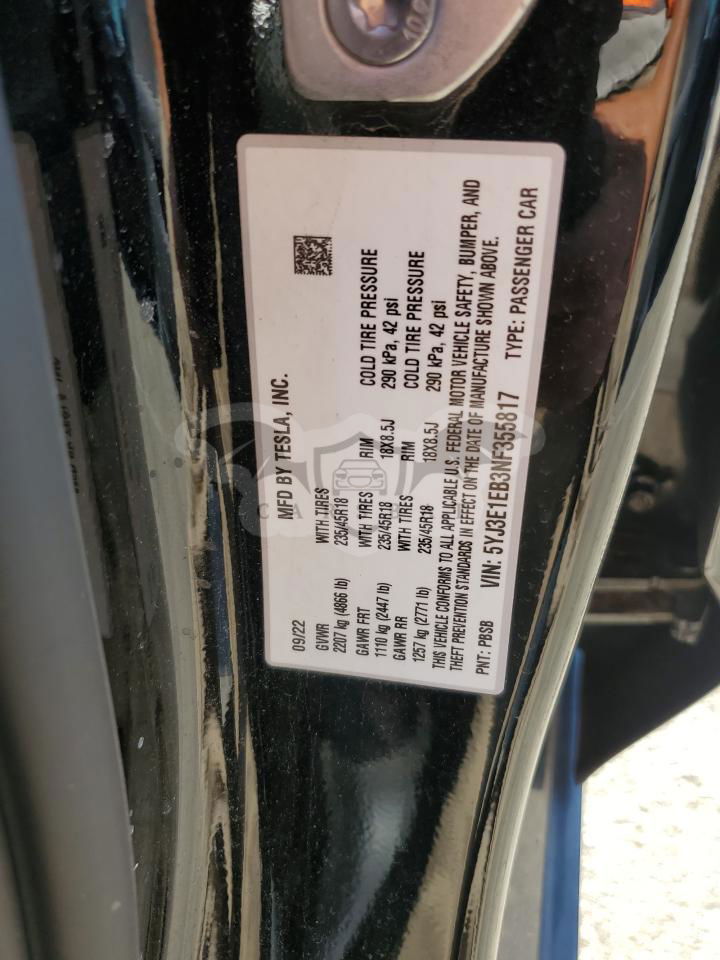 MFD BY TESLA, INC.
09/22
GVWR WITH TIRES
2207 kg (4866 lb) 235/45R18
GAWR FRT WITH TIRES RIM COLD TIRE PRESSURE
1110 kg (2447 lb) 235/45R18 18X8.5J 290 kPa, 42 psi
GAWR RR WITH TIRES RIM COLD TIRE PRESSURE
1257 kg (2771 lb) 235/45R18 18X8.5J 290 kPa, 42 psi
THIS VEHICLE CONFORMS TO ALL APPLICABLE U.S. FEDERAL MOTOR VEHICLE SAFETY, BUMPER, AND
THEFT PREVENTION STANDARDS IN EFFECT ON THE DATE OF MANUFACTURE SHOWN ABOVE.
PNT: PBSB VIN: 5YJ3E1EB3NF355817 TYPE: PASSENGER CAR